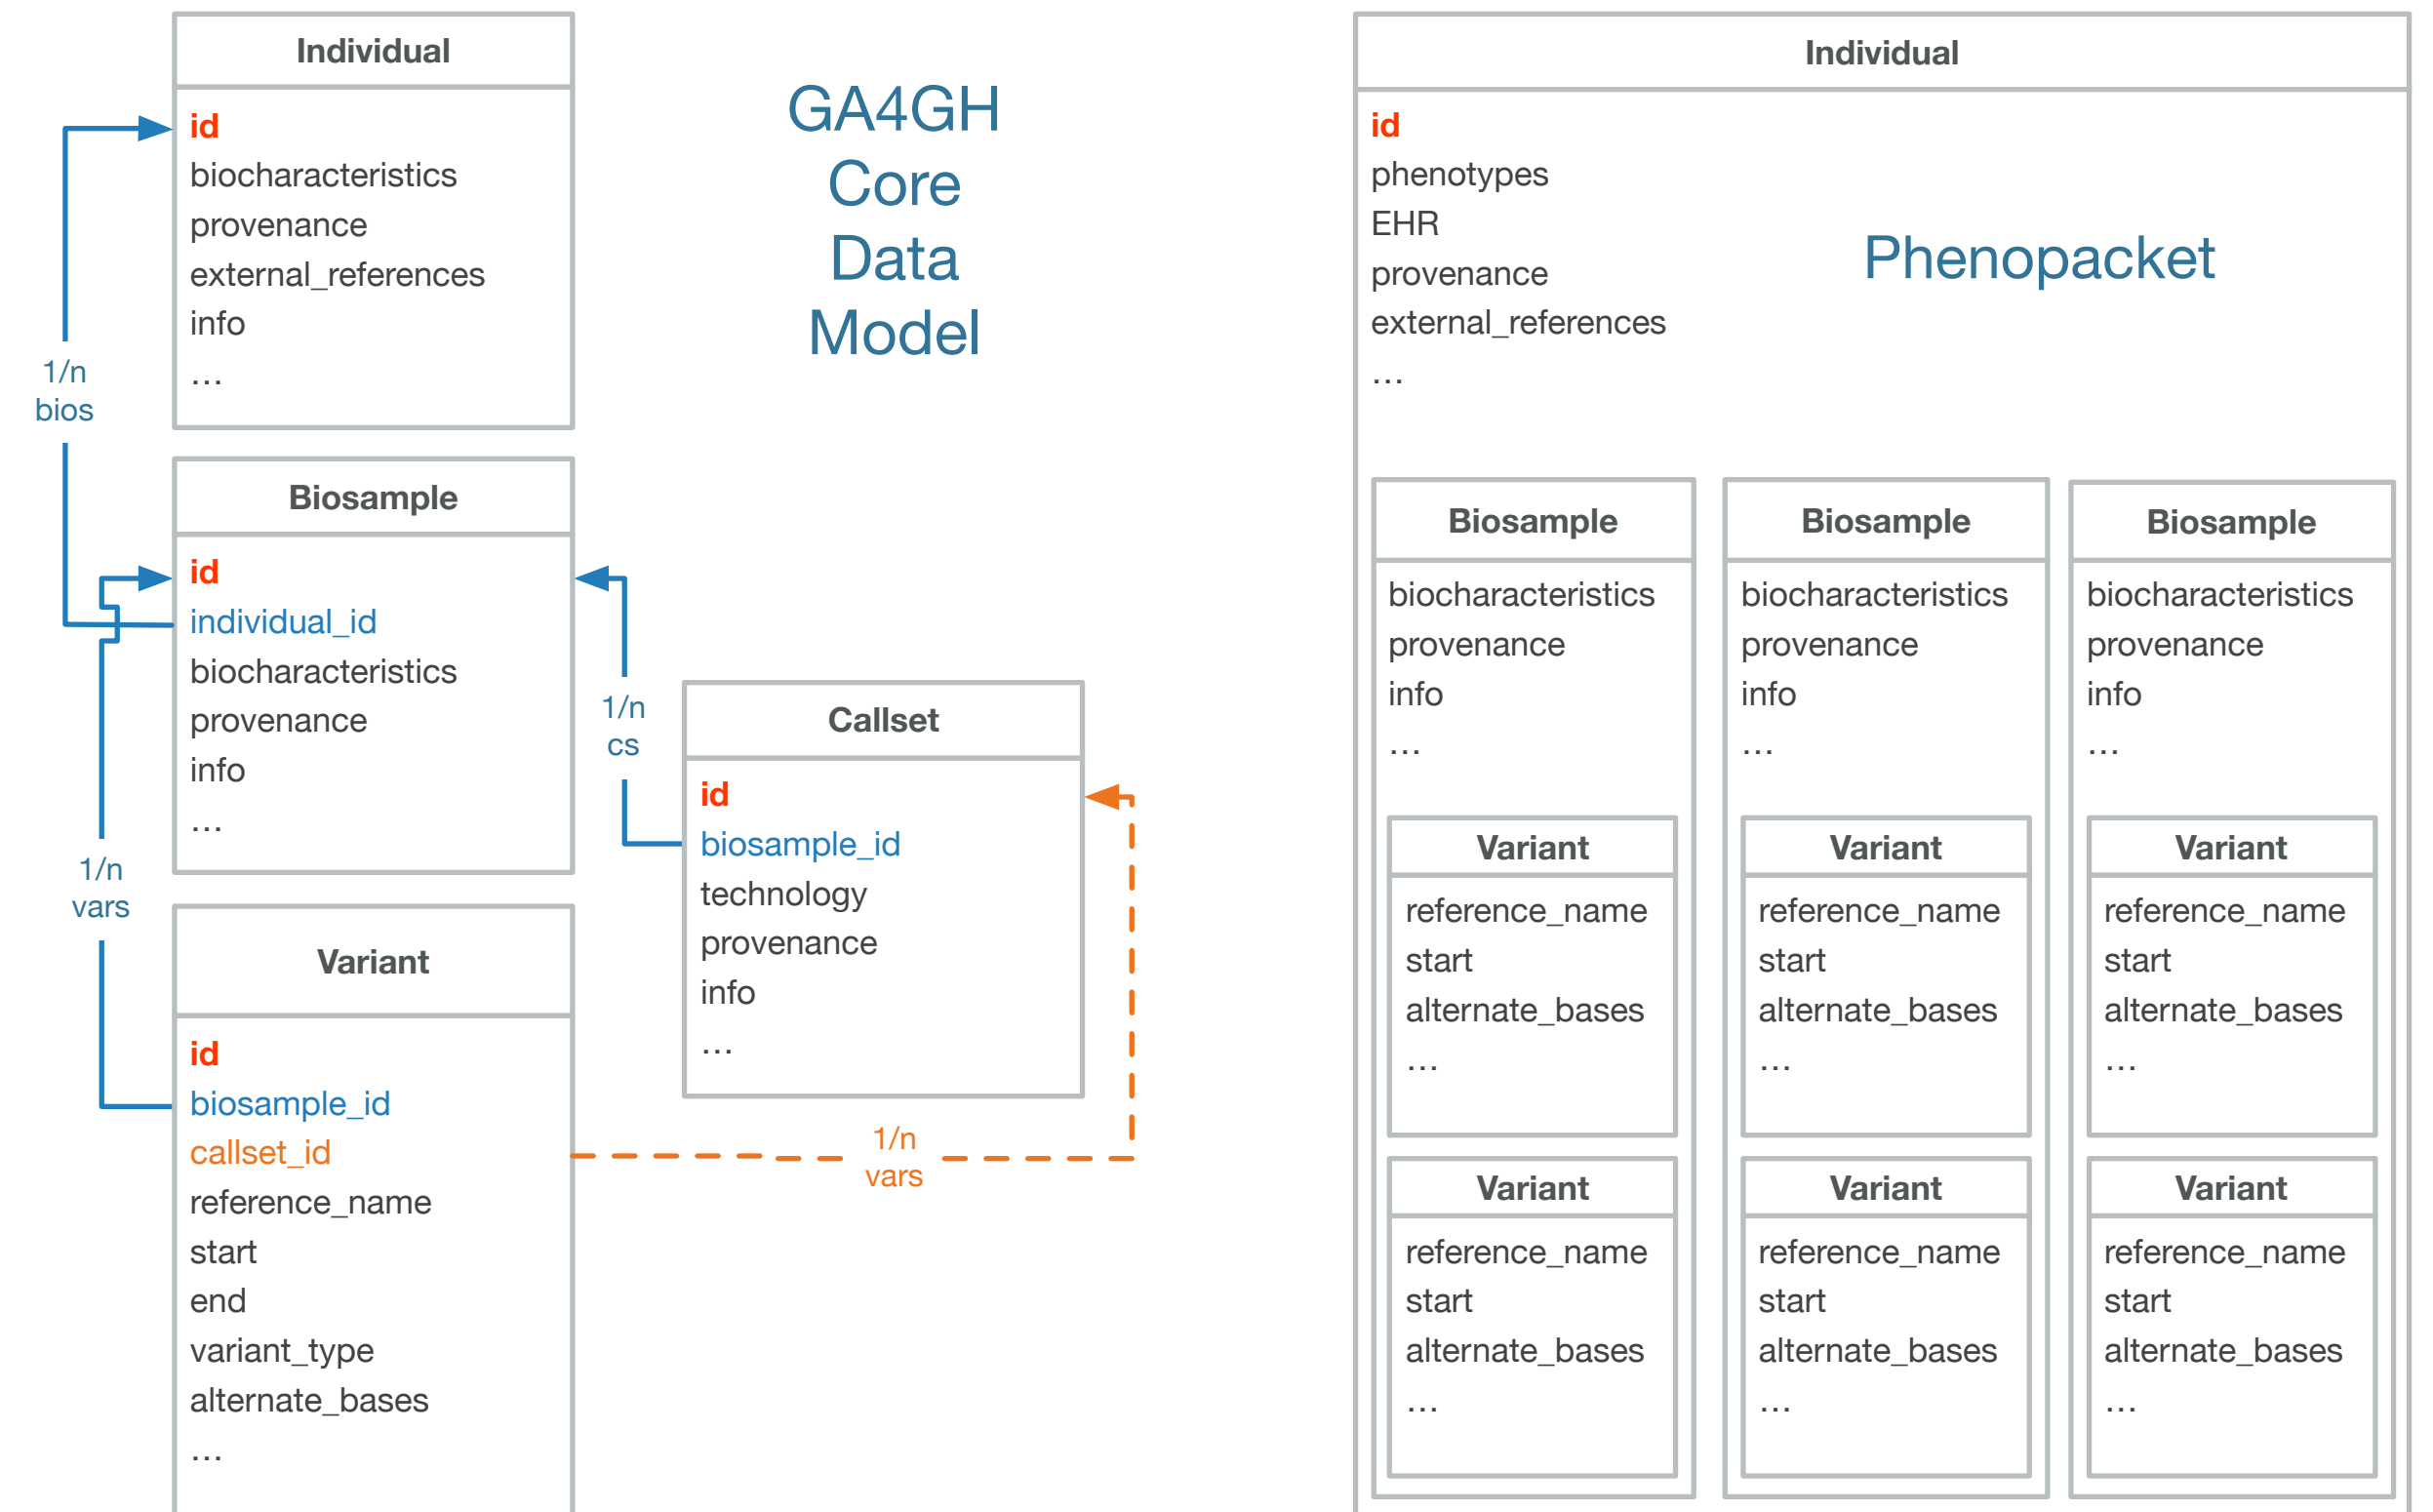 Individual
id
biocharacteristics
provenance
external_references
info
…
1/n
bios
GA4GH
Core
Data
Model
Biosample
id
individual_id
biocharacteristics
provenance
info
…
1/n
cs
1/n
vars
Callset
id
biosample_id
technology
provenance
info
…
Variant
id
biosample_id
callset_id
reference_name
start
end
variant_type
alternate_bases
…
1/n
vars
Individual
id
phenotypes
EHR
provenance
external_references
…
Phenopacket
Biosample
biocharacteristics
provenance
info
…
Variant
reference_name
start
alternate_bases
…
Variant
reference_name
start
alternate_bases
…
Biosample
biocharacteristics
provenance
info
…
Variant
reference_name
start
alternate_bases
…
Variant
reference_name
start
alternate_bases
…
Biosample
biocharacteristics
provenance
info
…
Variant
reference_name
start
alternate_bases
…
Variant
reference_name
start
alternate_bases
…